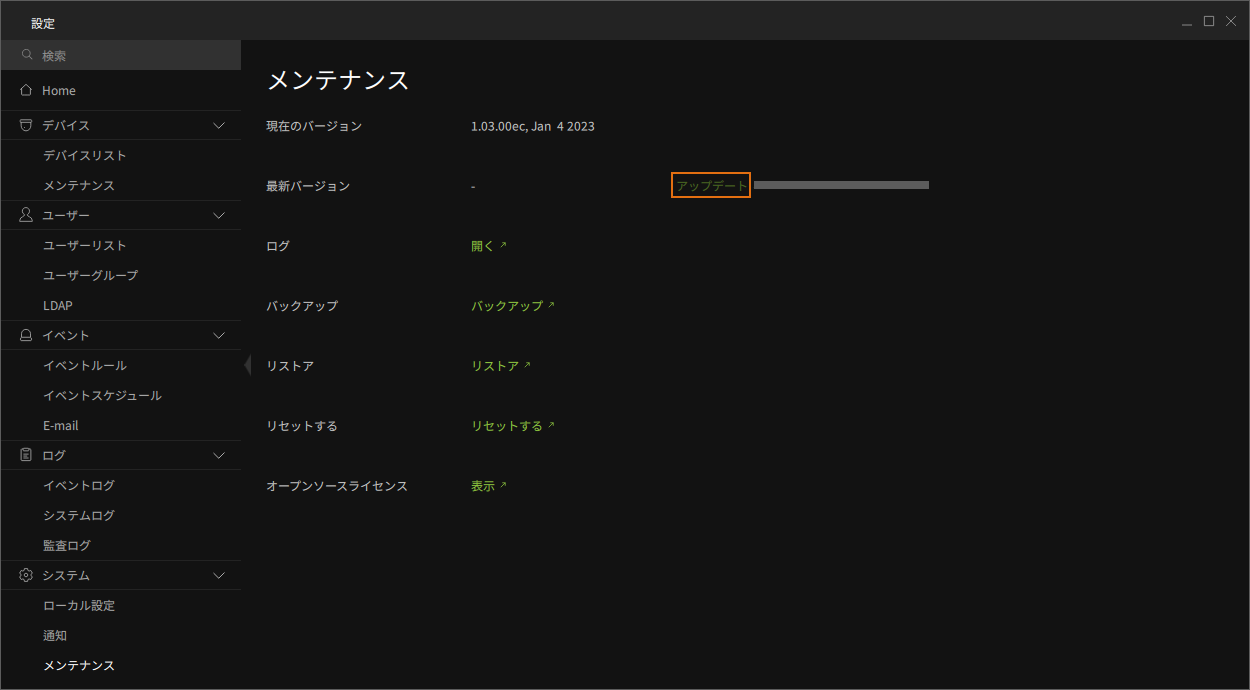 設定
検索
Home
デバイス
デバイスリスト
メンテナンス
ユーザー
ユーザーリスト
ユーザーグループ
LDAP
イベント
イベントルール
イベントスケジュール
E-mail
ログ
イベントログ
システムログ
監査ログ
システム
ローカル設定
通知
メンテナンス
メンテナンス
現在のバージョン 1.03.00ec, Jan 4 2023
最新バージョン - アップデート
ログ 開く
バックアップ バックアップ
リストア リストア
リセットする リセットする
オープンソースライセンス 表示